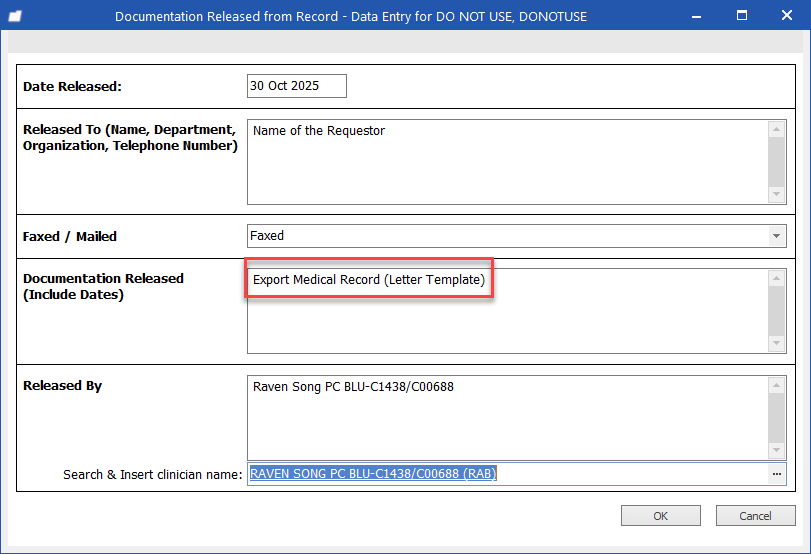 Documentation Released from Record - Data Entry for DO NOT USE, DONOTUSE
Date Released:
30 Oct 2025
Released To (Name, Department,
Organization, Telephone Number)
Name of the Requestor
Faxed / Mailed
Faxed
Documentation Released
(Include Dates)
Export Medical Record (Letter Template)
Released By
Raven Song PC BLU-C1438/C00688
Search & Insert clinician name:
RAVEN SONG PC BLU-C1438/C00688 (RAB)
...
OK
Cancel